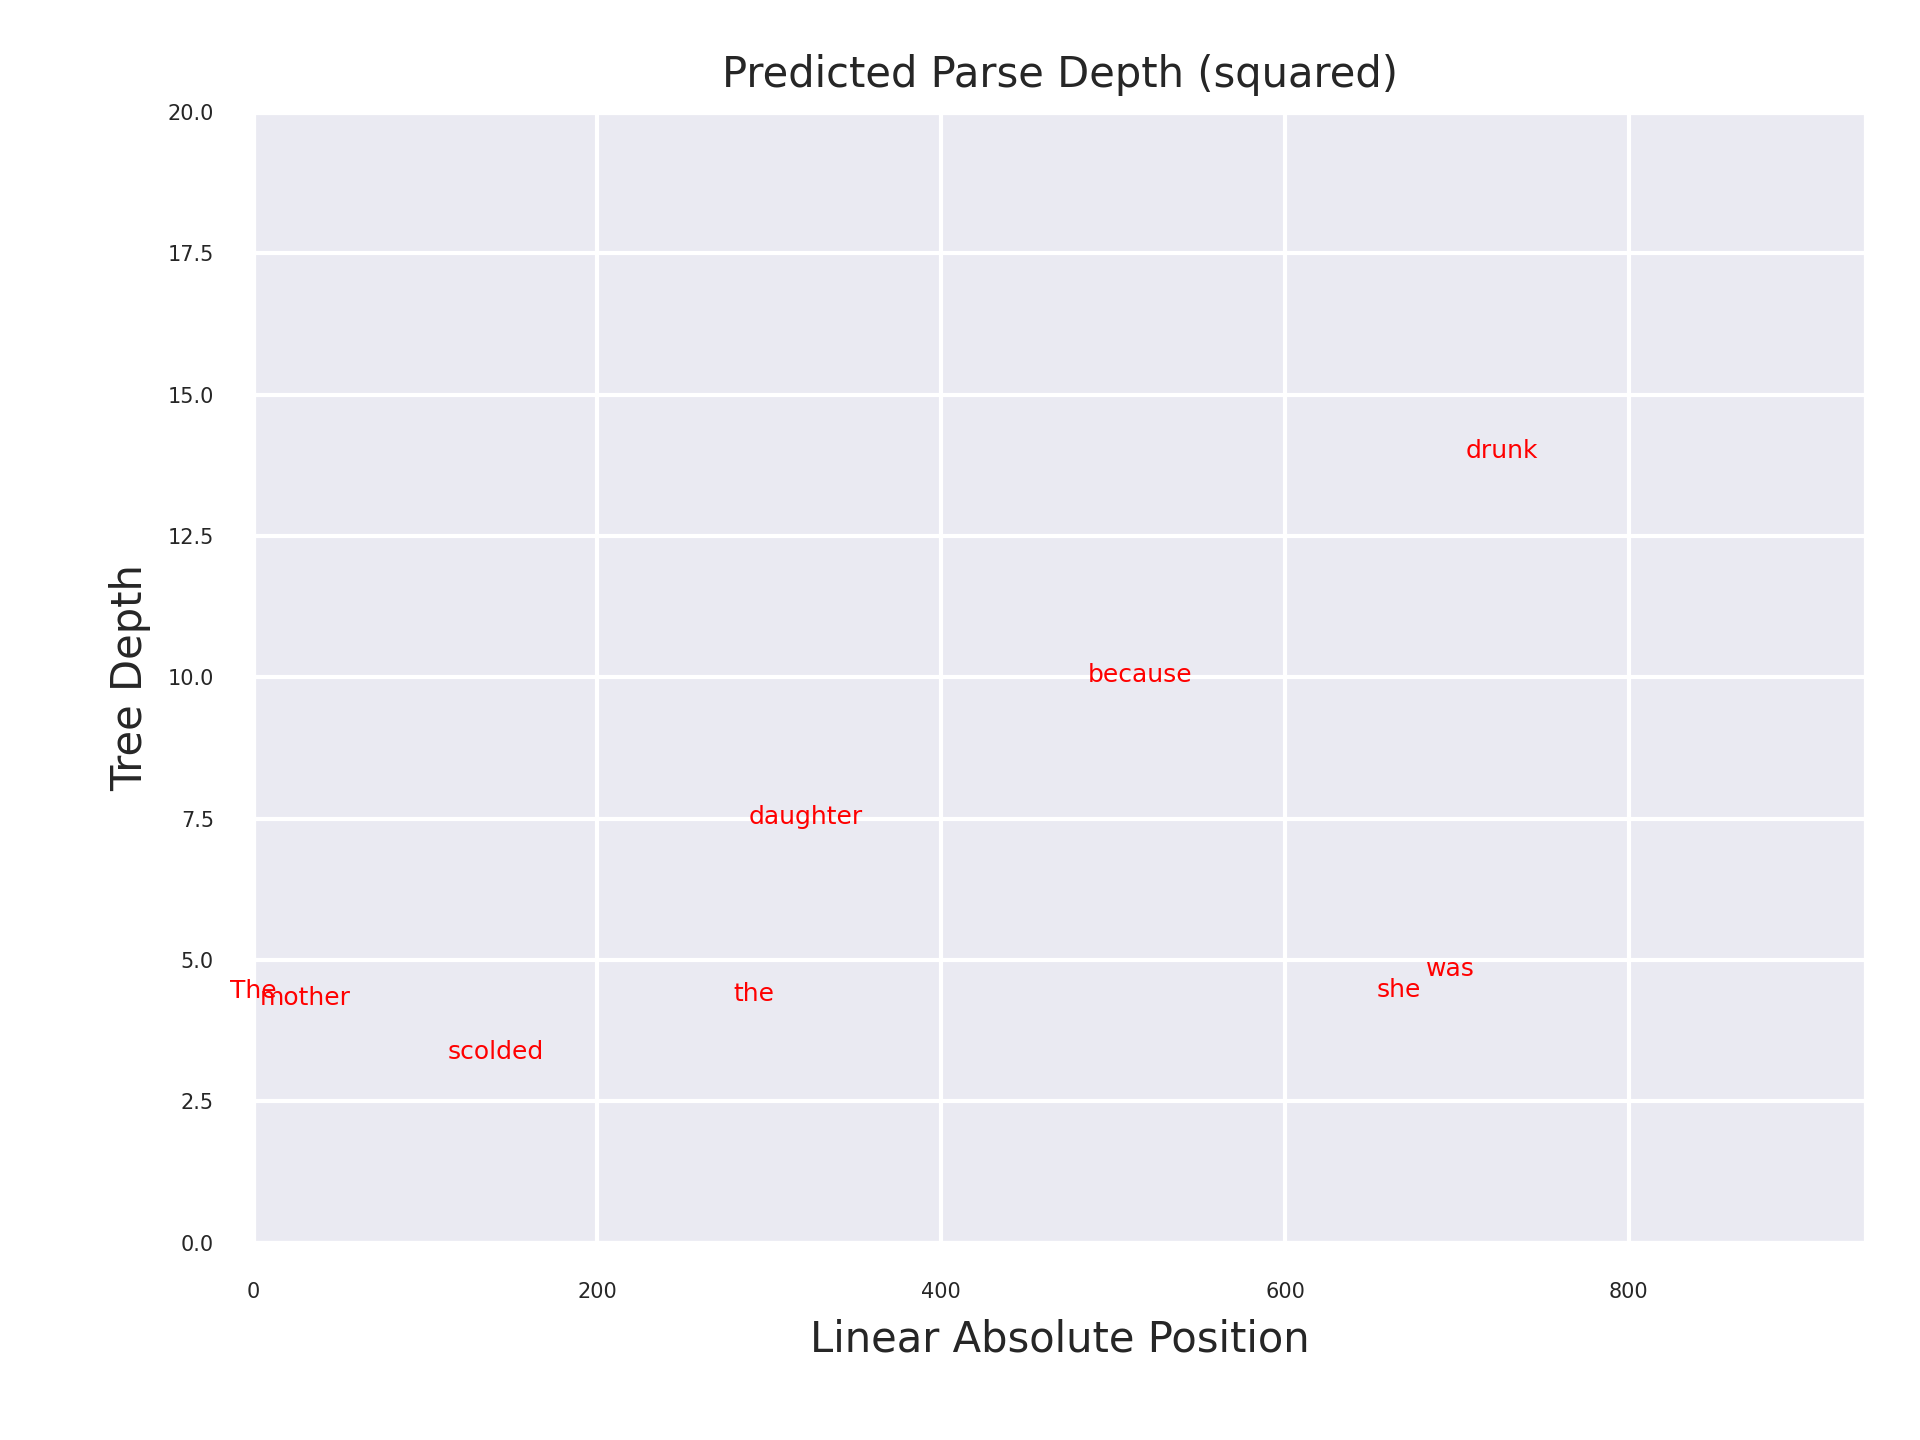 Predicted Parse Depth (squared)
20.0
17.5
15.0
12.5
10.0
7.5
5.0
2.5
0.0
Tree Depth
drunk
because
daughter
was
The
mother
the
she
scolded
0 200 400 600 800
Linear Absolute Position